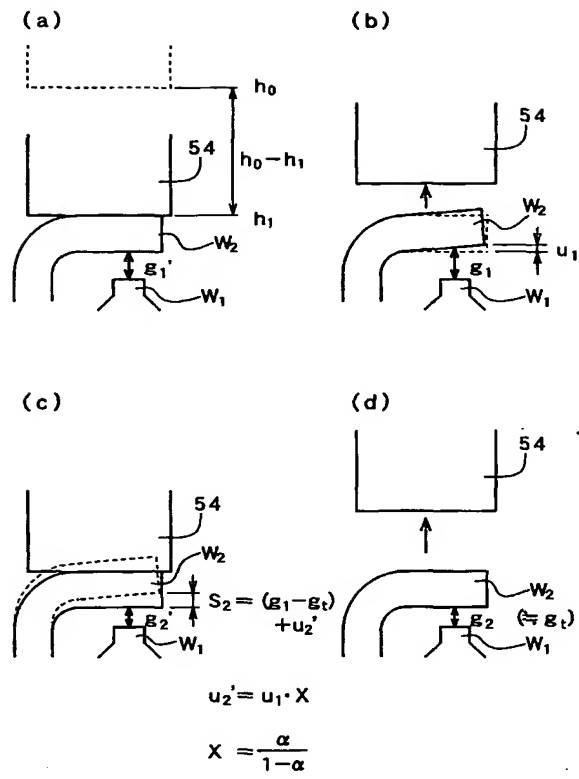 (a)
h₀
54
h₀−h₁
h₁
W₂
g₁'
W₁
(b)
54
W₂
u₁
g₁
W₁
(c)
54
W₂
S₂=(g₁−gₜ)
+u₂'
g₂'
W₁
(d)
54
W₂
g₂
(≒gₜ)
W₁
u₂'=u₁·X
X = α/(1−α)